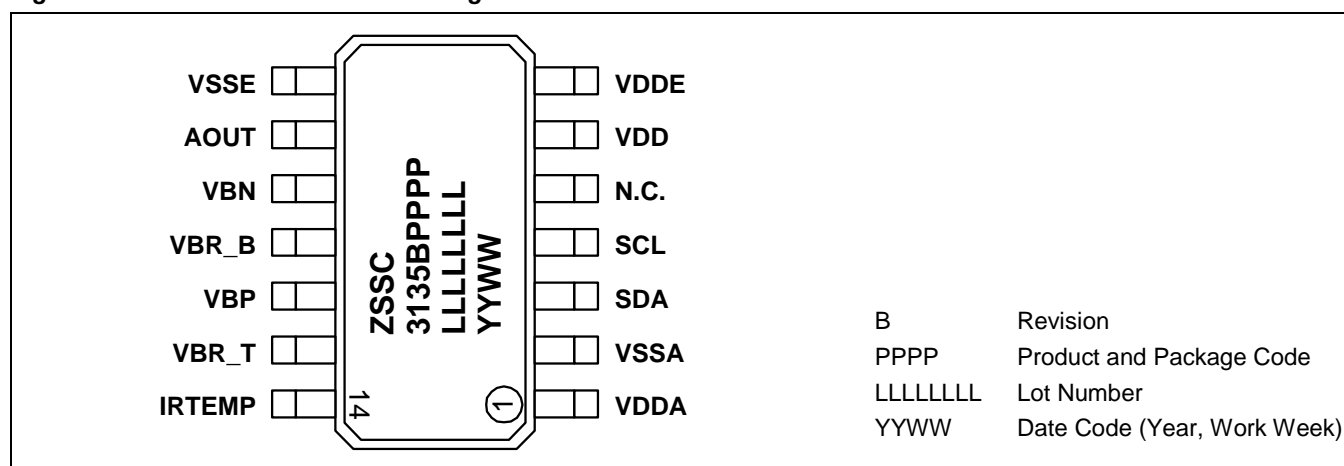 VSSE
AOUT
VBN
VBR_B
VBP
VBR_T
IRTEMP
ZSSC
3135BPPPP
LLLLLLLL
YYWW
14
1
VDDE
VDD
N.C.
SCL
SDA
VSSA
VDDA
B Revision
PPPP Product and Package Code
LLLLLLLL Lot Number
YYWW Date Code (Year, Work Week)